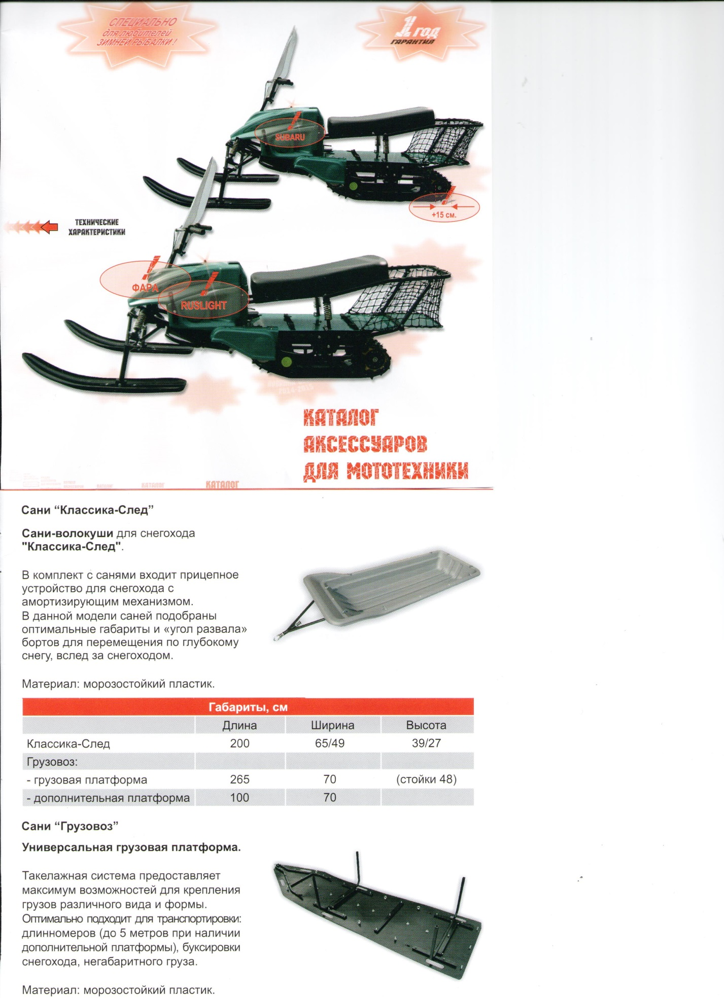 СПЕЦИАЛЬНО
для любителей
ЗИМНЕЙ РЫБАЛКИ!
1 год
ГАРАНТИЯ
SUBARU
+15 см.
ТЕХНИЧЕСКИЕ
ХАРАКТЕРИСТИКИ
ФАРА
RUSLIGHT
2014-2015
КАТАЛОГ
АКСЕССУАРОВ
ДЛЯ МОТОТЕХНИКИ
КАТАЛОГ
КАТАЛОГ
КАТАЛОГ
Сани “Классика-След”
Сани-волокуши для снегохода
"Классика-След".
В комплект с санями входит прицепное
устройство для снегохода с
амортизирующим механизмом.
В данной модели саней подобраны
оптимальные габариты и «угол развала»
бортов для перемещения по глубокому
снегу, вслед за снегоходом.
Материал: морозостойкий пластик.
Габариты, см
Длина Ширина Высота
Классика-След 200 65/49 39/27
Грузовоз:
- грузовая платформа 265 70 (стойки 48)
- дополнительная платформа 100 70
Сани “Грузовоз”
Универсальная грузовая платформа.
Такелажная система предоставляет
максимум возможностей для крепления
грузов различного вида и формы.
Оптимально подходит для транспортировки:
длинномеров (до 5 метров при наличии
дополнительной платформы), буксировки
снегохода, негабаритного груза.
Материал: морозостойкий пластик.